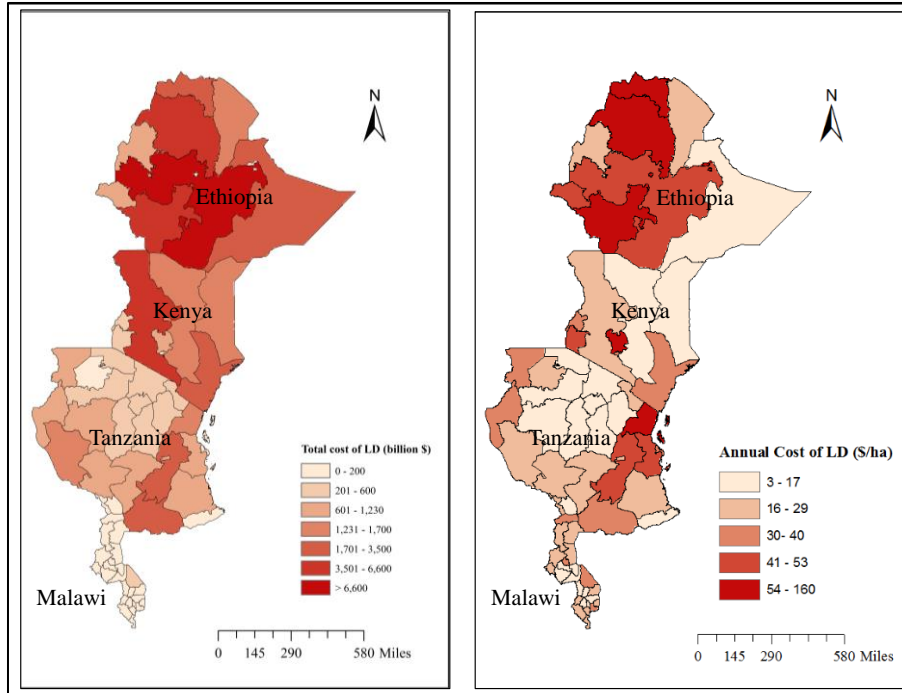 N
Ethiopia
Kenya
Tanzania
Malawi
Total cost of LD (billion $)
0 - 200
201 - 600
601 - 1,230
1,231 - 1,700
1,701 - 3,500
3,501 - 6,600
> 6,600
0 145 290 580 Miles
N
Ethiopia
Kenya
Tanzania
Malawi
Annual Cost of LD ($/ha)
3 - 17
16 - 29
30- 40
41 - 53
54 - 160
0 145 290 580 Miles